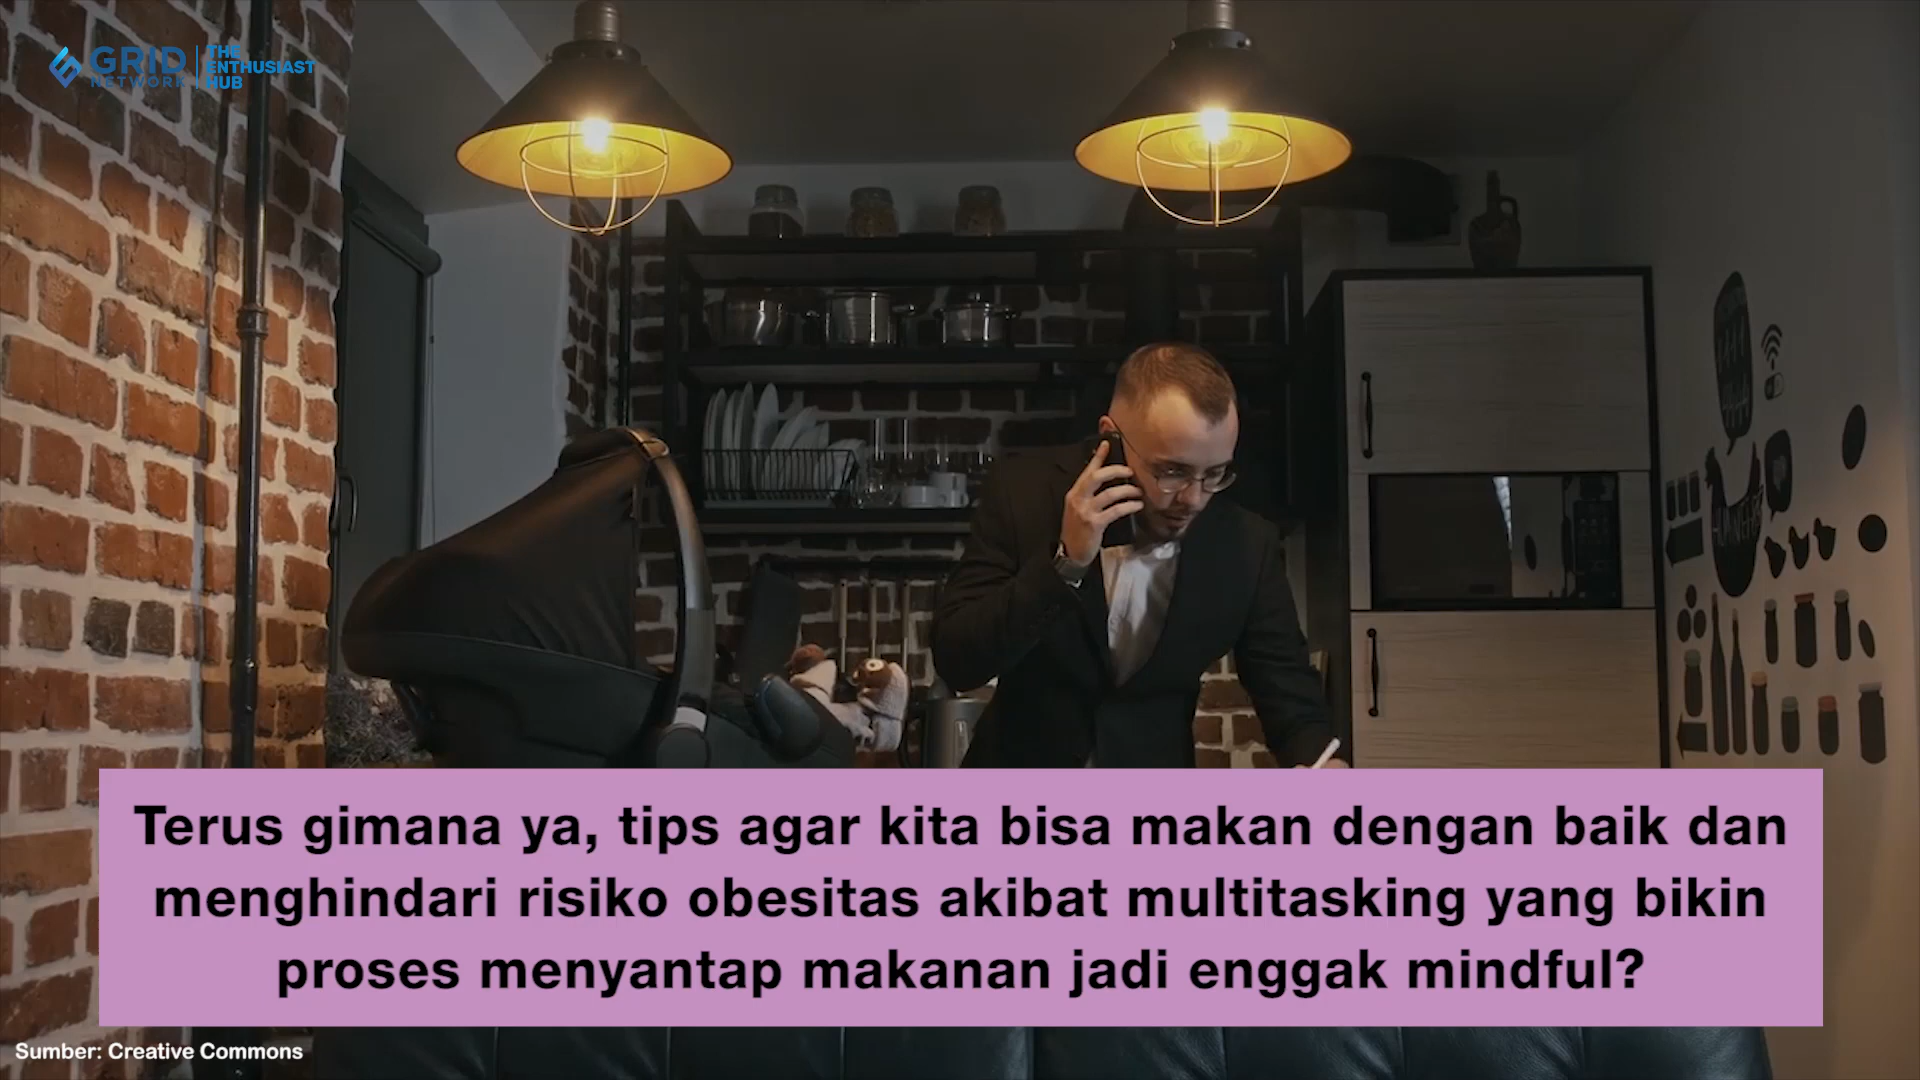 GRID
NETWORK
THE
ENTHUSIAST
HUB
Terus gimana ya, tips agar kita bisa makan dengan baik dan
menghindari risiko obesitas akibat multitasking yang bikin
proses menyantap makanan jadi enggak mindful?
Sumber: Creative Commons